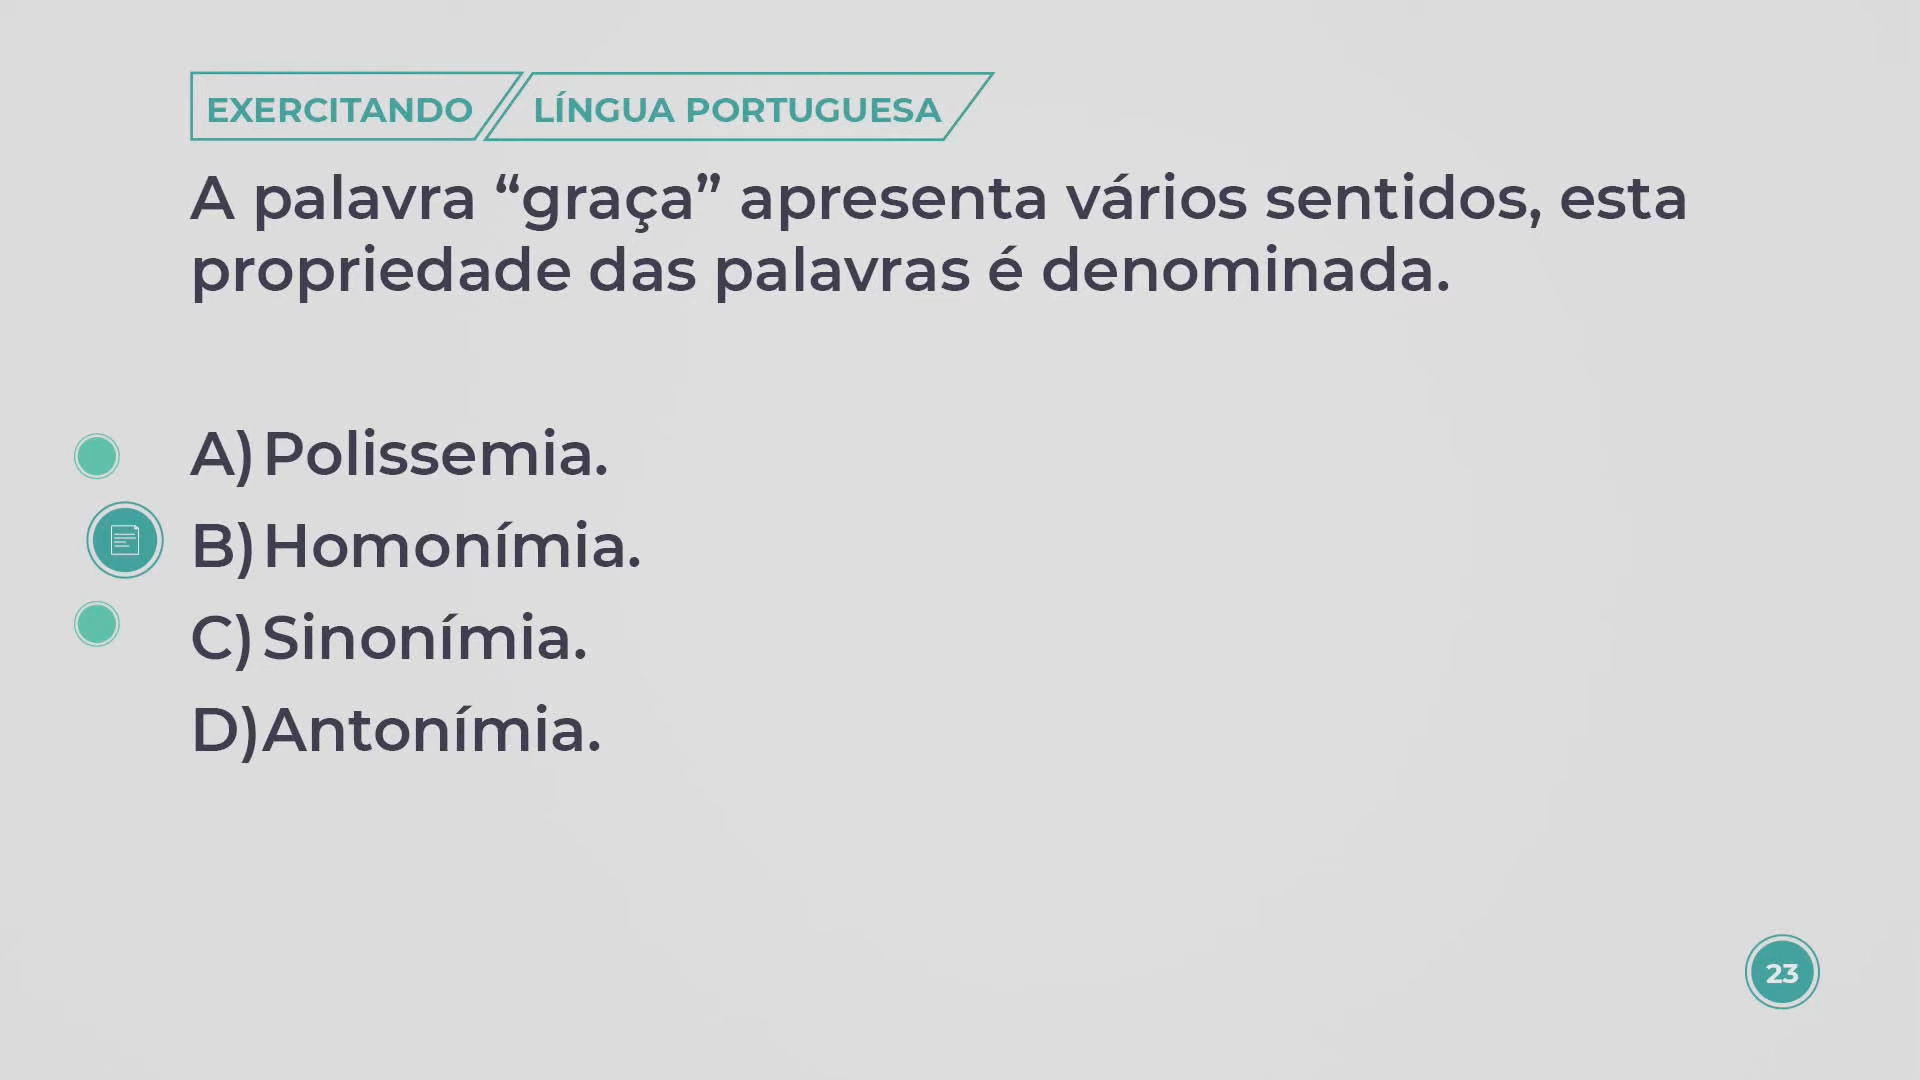 EXERCITANDO LÍNGUA PORTUGUESA
A palavra “graça” apresenta vários sentidos, esta
propriedade das palavras é denominada.
A) Polissemia.
B) Homonímia.
C) Sinonímia.
D) Antonímia.
23